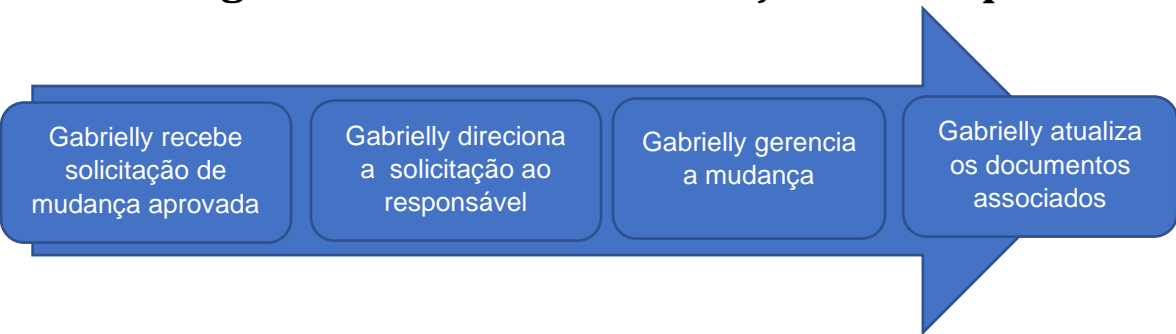 Gabrielly recebe
solicitação de
mudança aprovada
Gabrielly direciona
a solicitação ao
responsável
Gabrielly gerencia
a mudança
Gabrielly atualiza
os documentos
associados